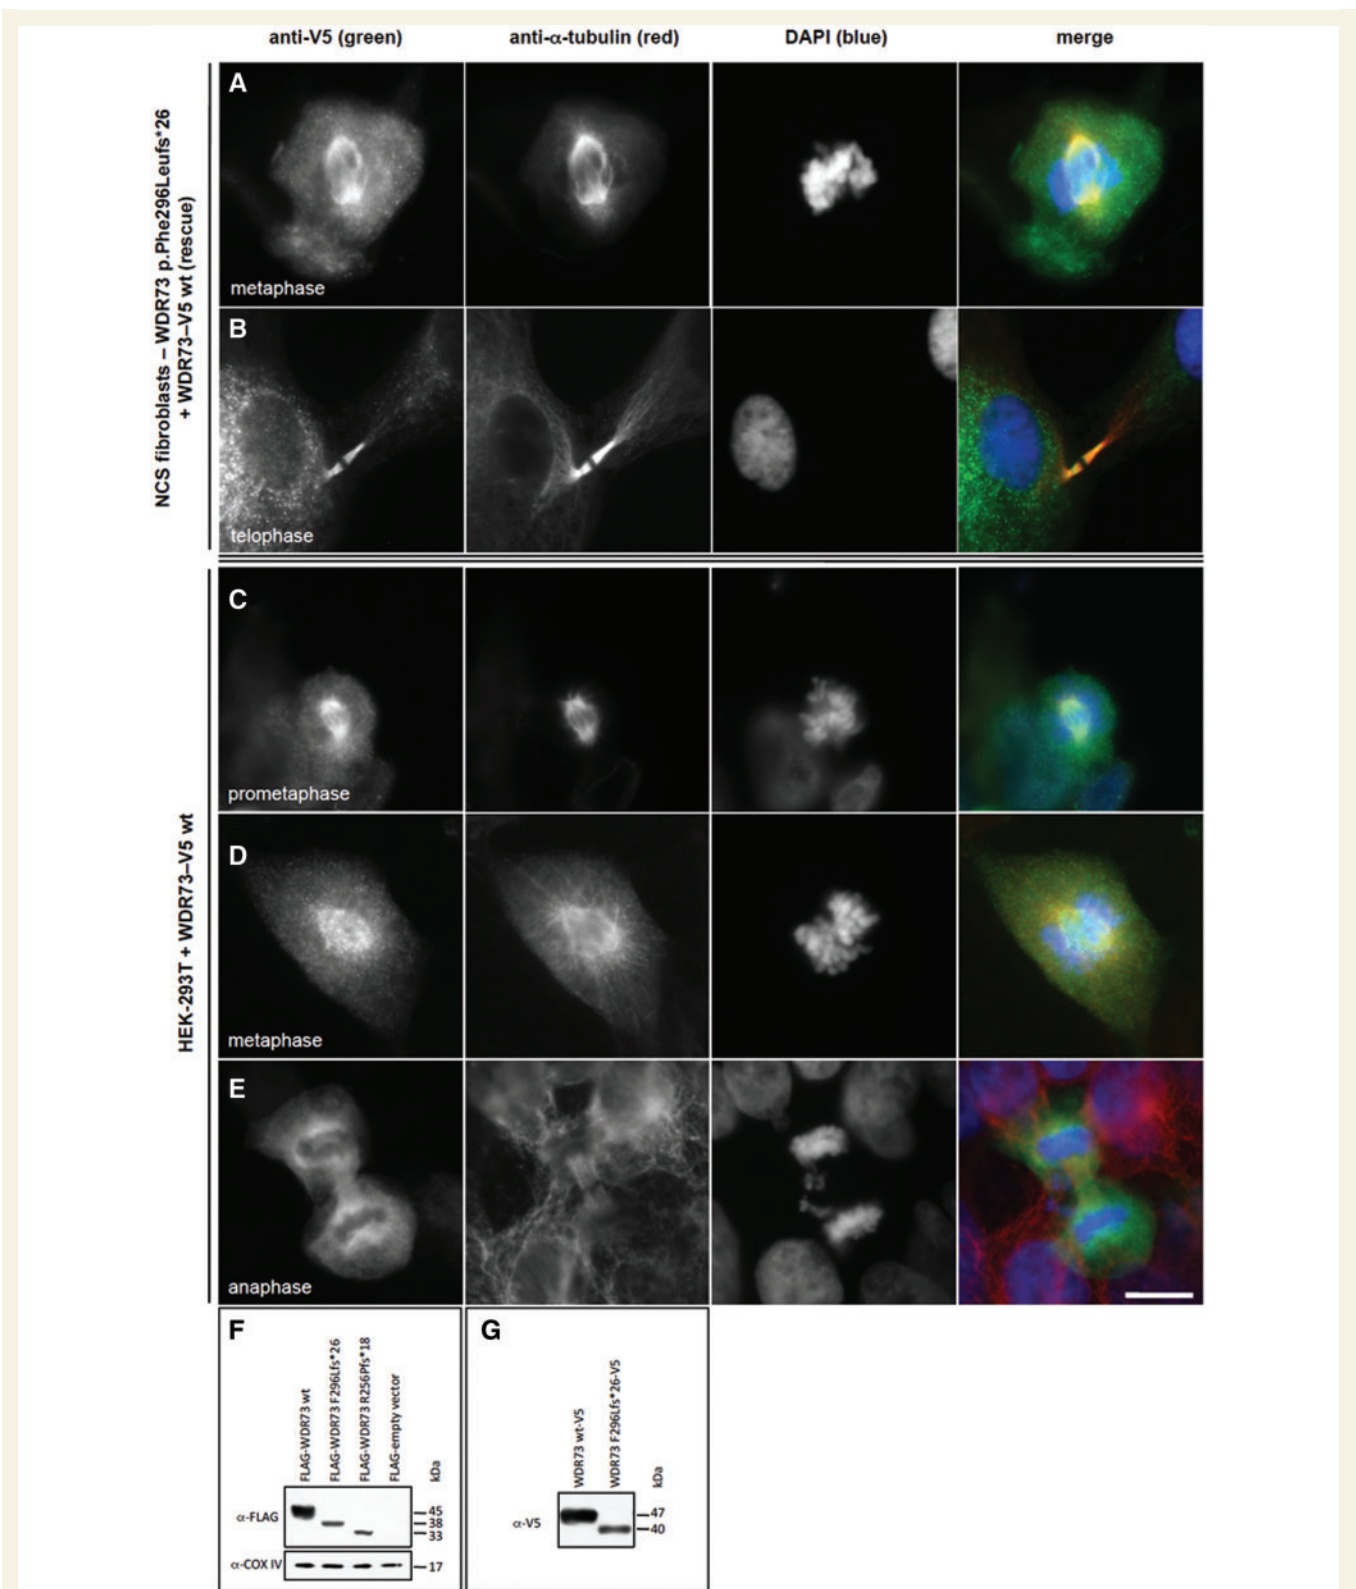 anti-V5 (green) anti-α-tubulin (red) DAPI (blue) merge
NCS fibroblasts – WDR73 p.Phe296Leufs*26
+ WDR73–V5 wt (rescue)
A
metaphase
B
telophase
HEK-293T + WDR73–V5 wt
C
prometaphase
D
metaphase
E
anaphase
F
FLAG-WDR73 wt
FLAG-WDR73 F296Lfs*26
FLAG-WDR73 R256Pfs*18
FLAG-empty vector
kDa
α-FLAG
45
38
33
α-COX IV
17
G
WDR73 wt-V5
WDR73 F296Lfs*26-V5
kDa
α-V5
47
40